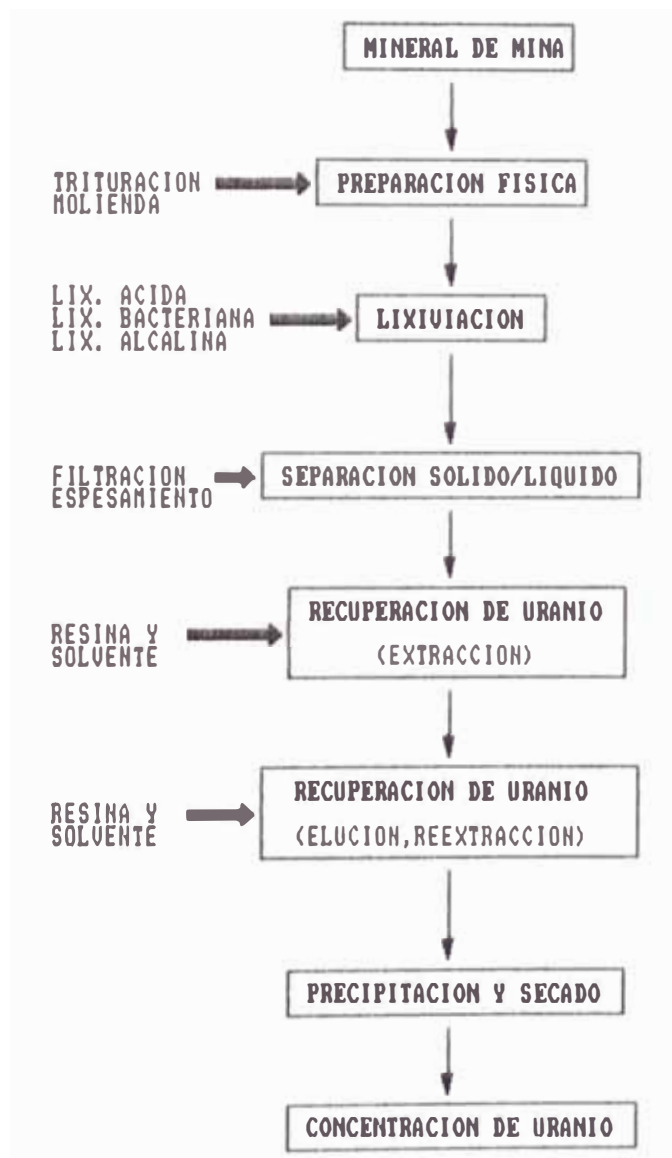 MINERAL DE MINA
TRITURACION
MOLIENDA
PREPARACION FISICA
LIX. ACIDA
LIX. BACTERIANA
LIX. ALCALINA
LIXIVIACION
FILTRACION
ESPESAMIENTO
SEPARACION SOLIDO/LIQUIDO
RESINA Y
SOLVENTE
RECUPERACION DE URANIO
(EXTRACCION)
RESINA Y
SOLVENTE
RECUPERACION DE URANIO
(ELUCION,REEXTRACCION)
PRECIPITACION Y SECADO
CONCENTRACION DE URANIO